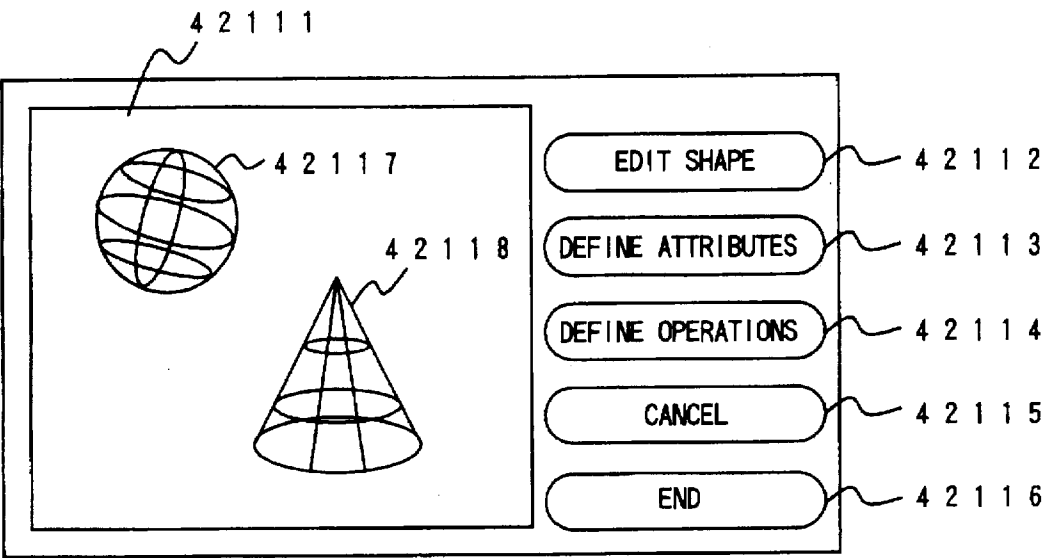 42111
42117
42118
EDIT SHAPE 42112
DEFINE ATTRIBUTES 42113
DEFINE OPERATIONS 42114
CANCEL 42115
END 42116